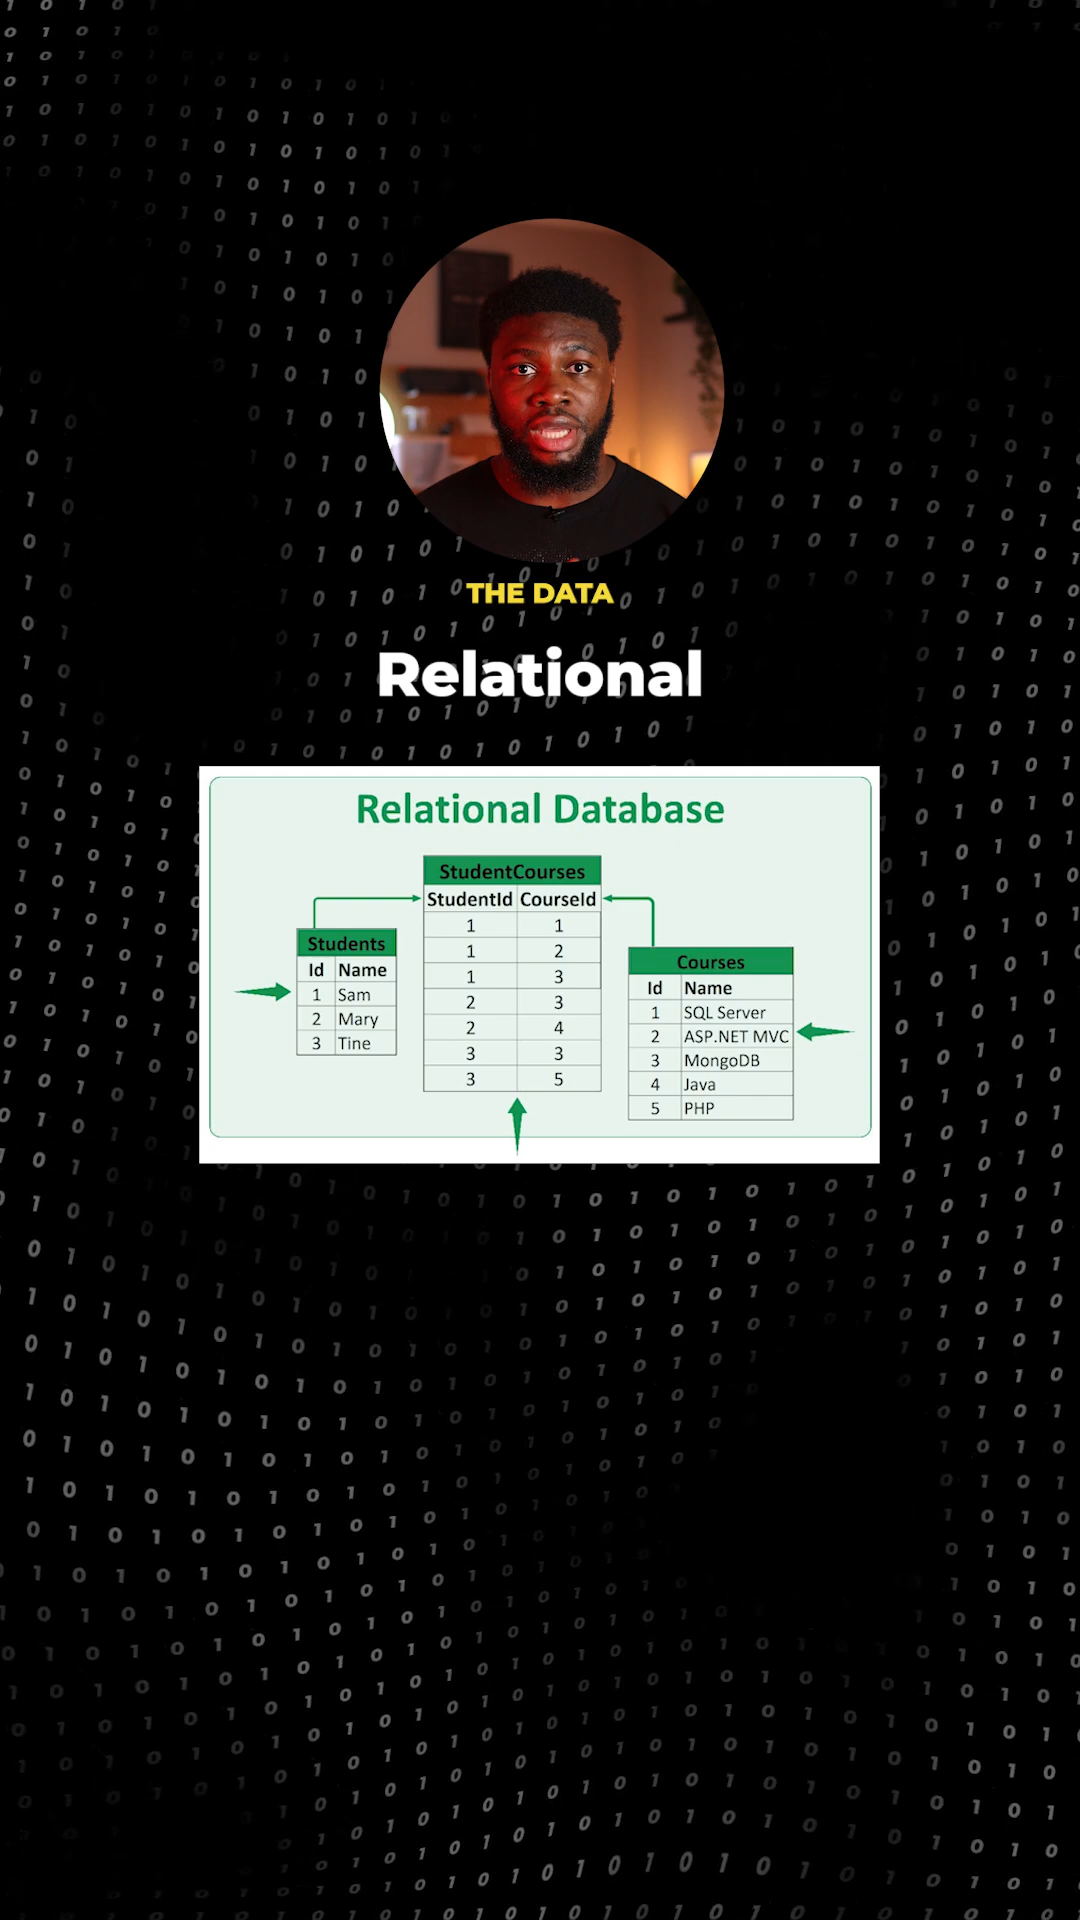 THE DATA
Relational
Relational Database
StudentCourses
StudentId CourseId
1 1
1 2
1 3
2 3
2 4
3 3
3 5
Students
Id Name
1 Sam
2 Mary
3 Tine
Courses
Id Name
1 SQL Server
2 ASP.NET MVC
3 MongoDB
4 Java
5 PHP